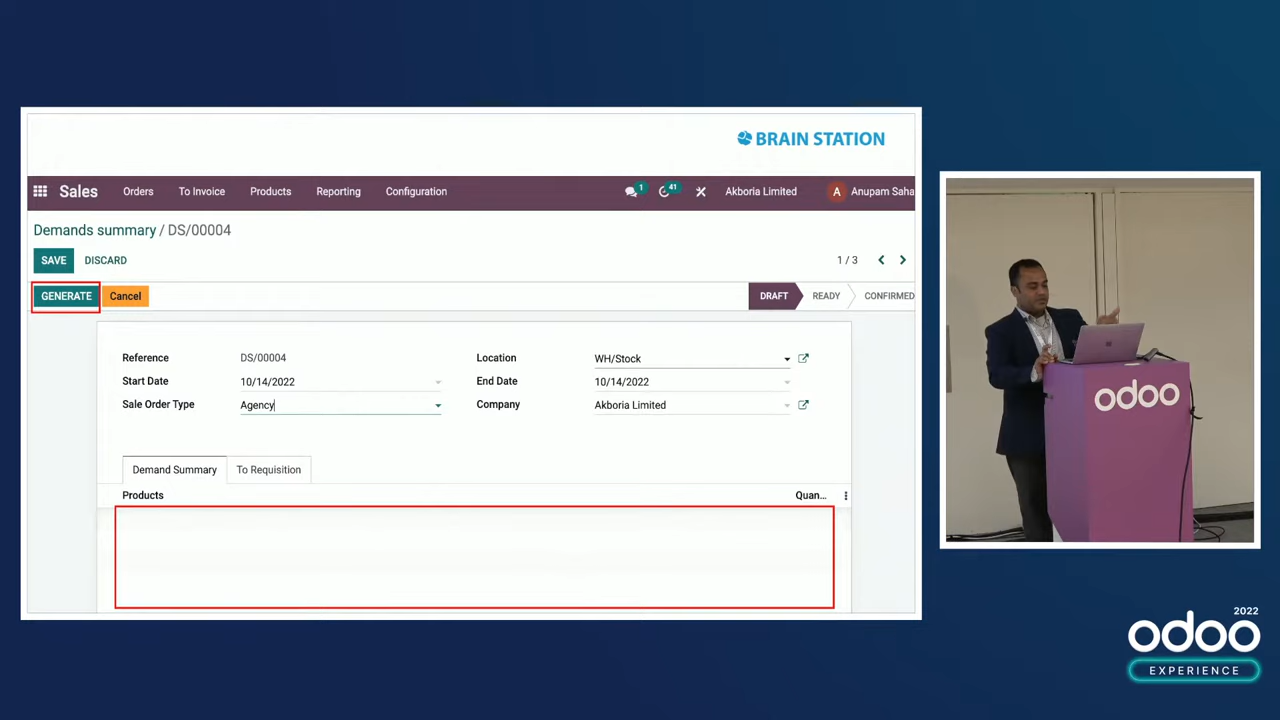 BRAIN STATION
Sales Orders To Invoice Products Reporting Configuration 1 41 Akboria Limited A Anupam Saha
Demands summary / DS/00004
SAVE DISCARD 1 / 3
GENERATE Cancel DRAFT READY CONFIRMED
Reference DS/00004 Location WH/Stock
Start Date 10/14/2022 End Date 10/14/2022
Sale Order Type Agency Company Akboria Limited
Demand Summary To Requisition
Products Quan...
odoo
2022
odoo
EXPERIENCE